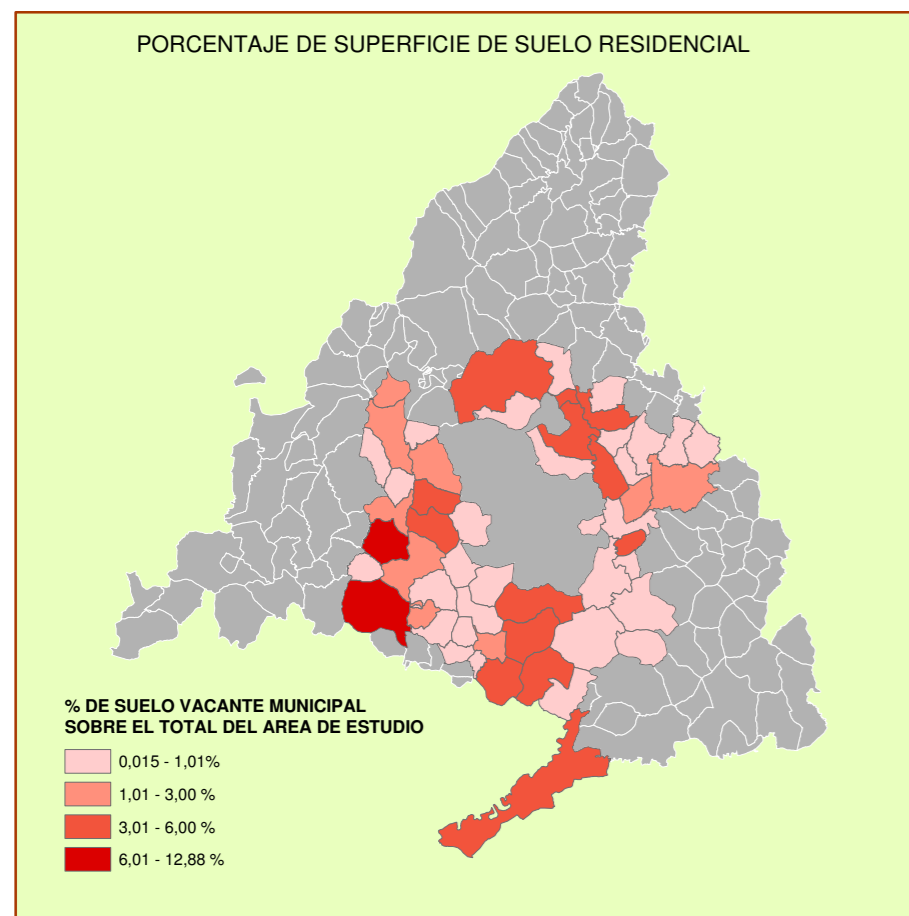 PORCENTAJE DE SUPERFICIE DE SUELO RESIDENCIAL
% DE SUELO VACANTE MUNICIPAL
SOBRE EL TOTAL DEL AREA DE ESTUDIO
0,015 - 1,01%
1,01 - 3,00 %
3,01 - 6,00 %
6,01 - 12,88 %